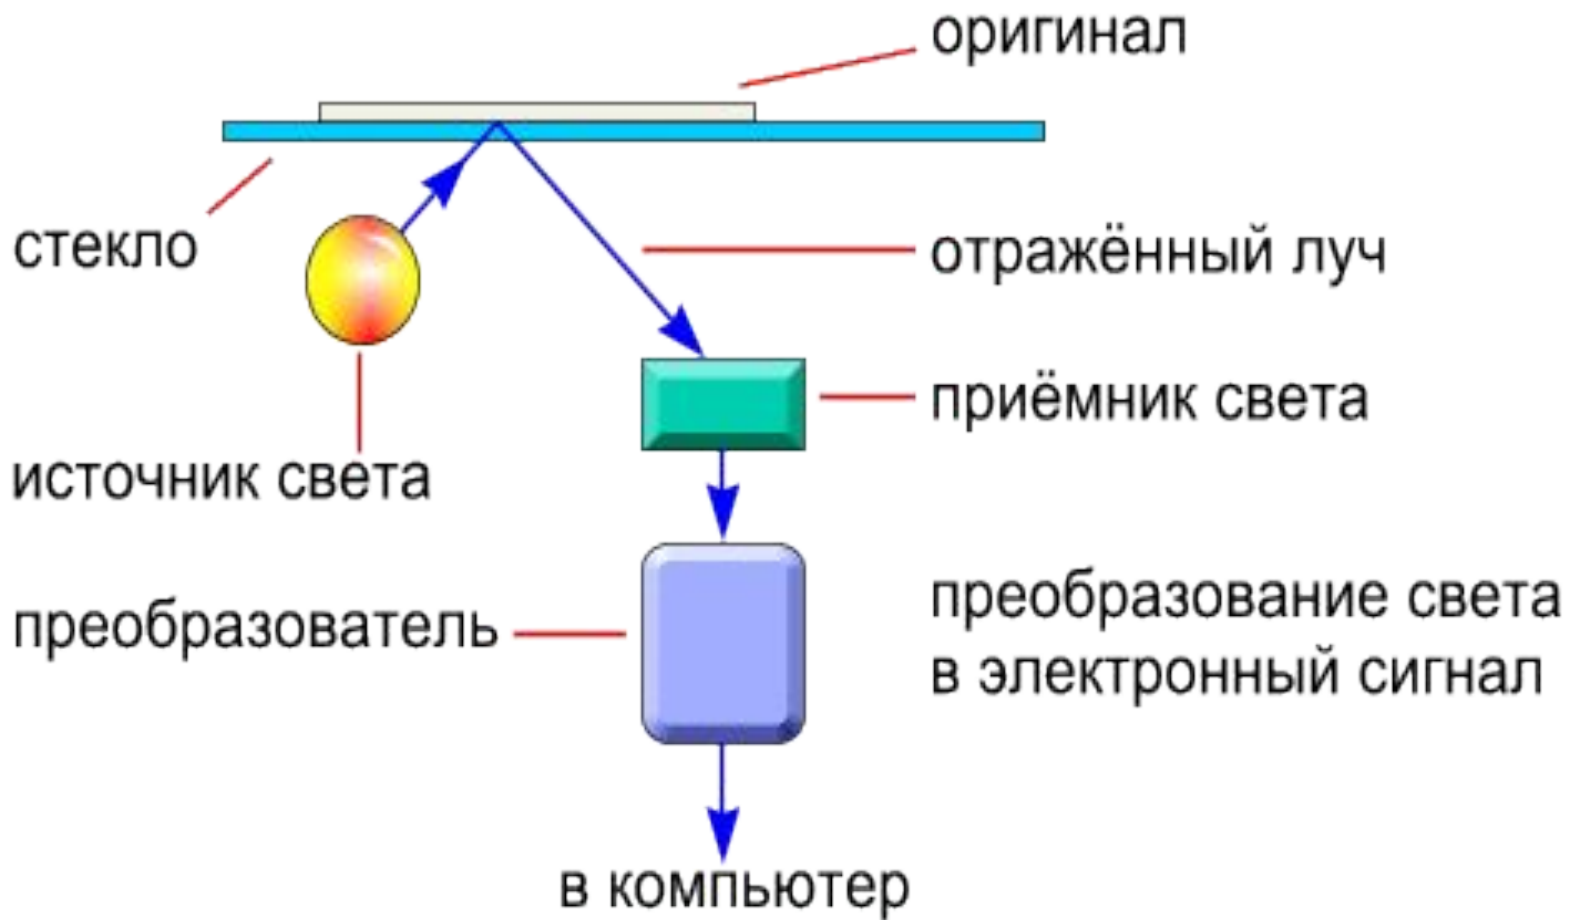 оригинал
стекло
отражённый луч
приёмник света
источник света
преобразователь
преобразование света
в электронный сигнал
в компьютер